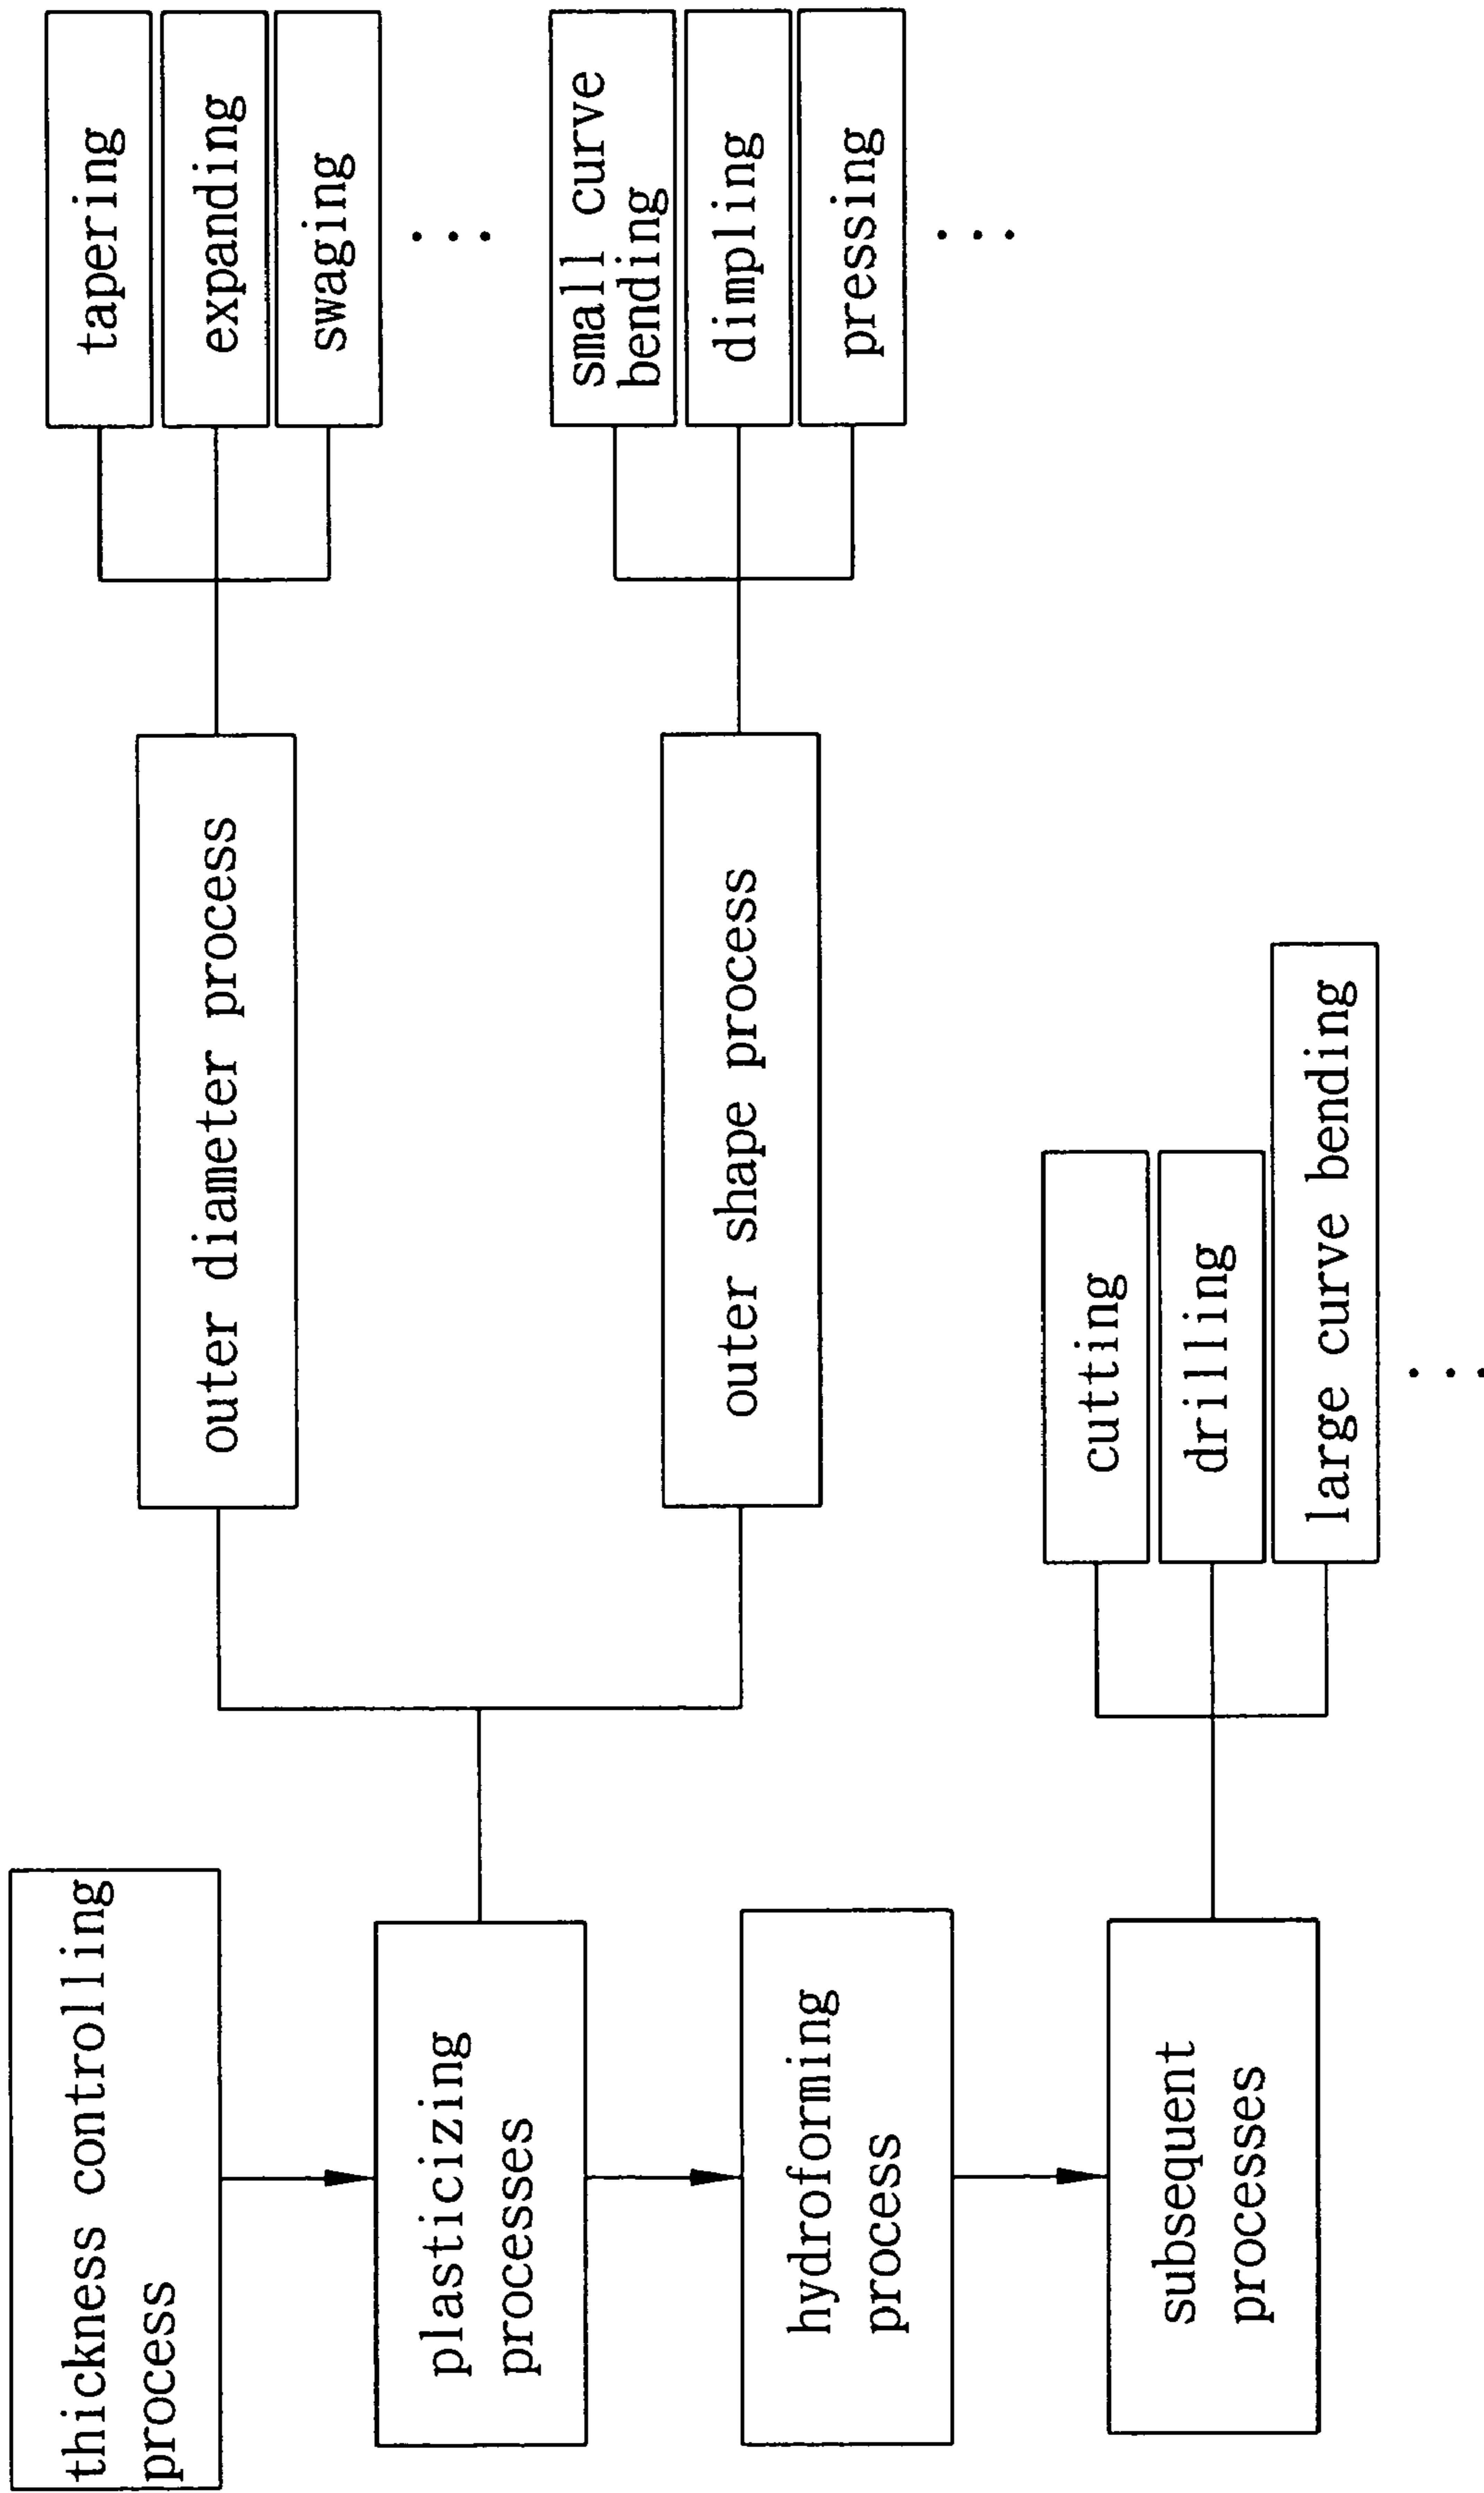 thickness controlling
process
plasticizing
processes
hydroforming
process
subsequent
processes
outer diameter process
outer shape process
tapering
expanding
swaging
small curve
bending
dimpling
pressing
cutting
drilling
large curve bending